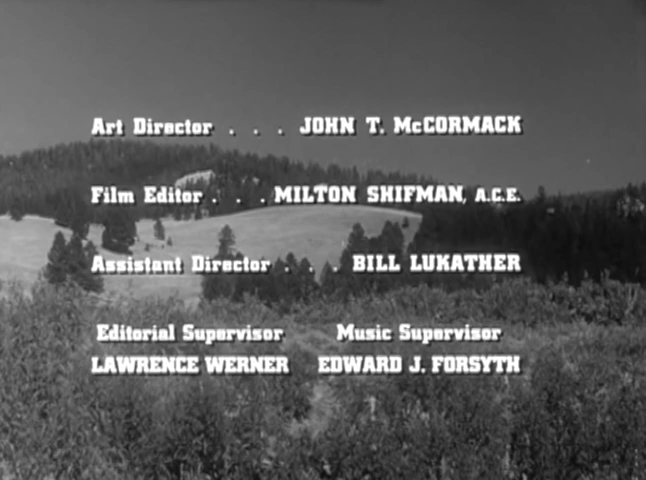 Art Director . . . JOHN T. McCORMACK
Film Editor . . . MILTON SHIFMAN, A.C.E.
Assistant Director . . . BILL LUKATHER
Editorial Supervisor Music Supervisor
LAWRENCE WERNER EDWARD J. FORSYTH